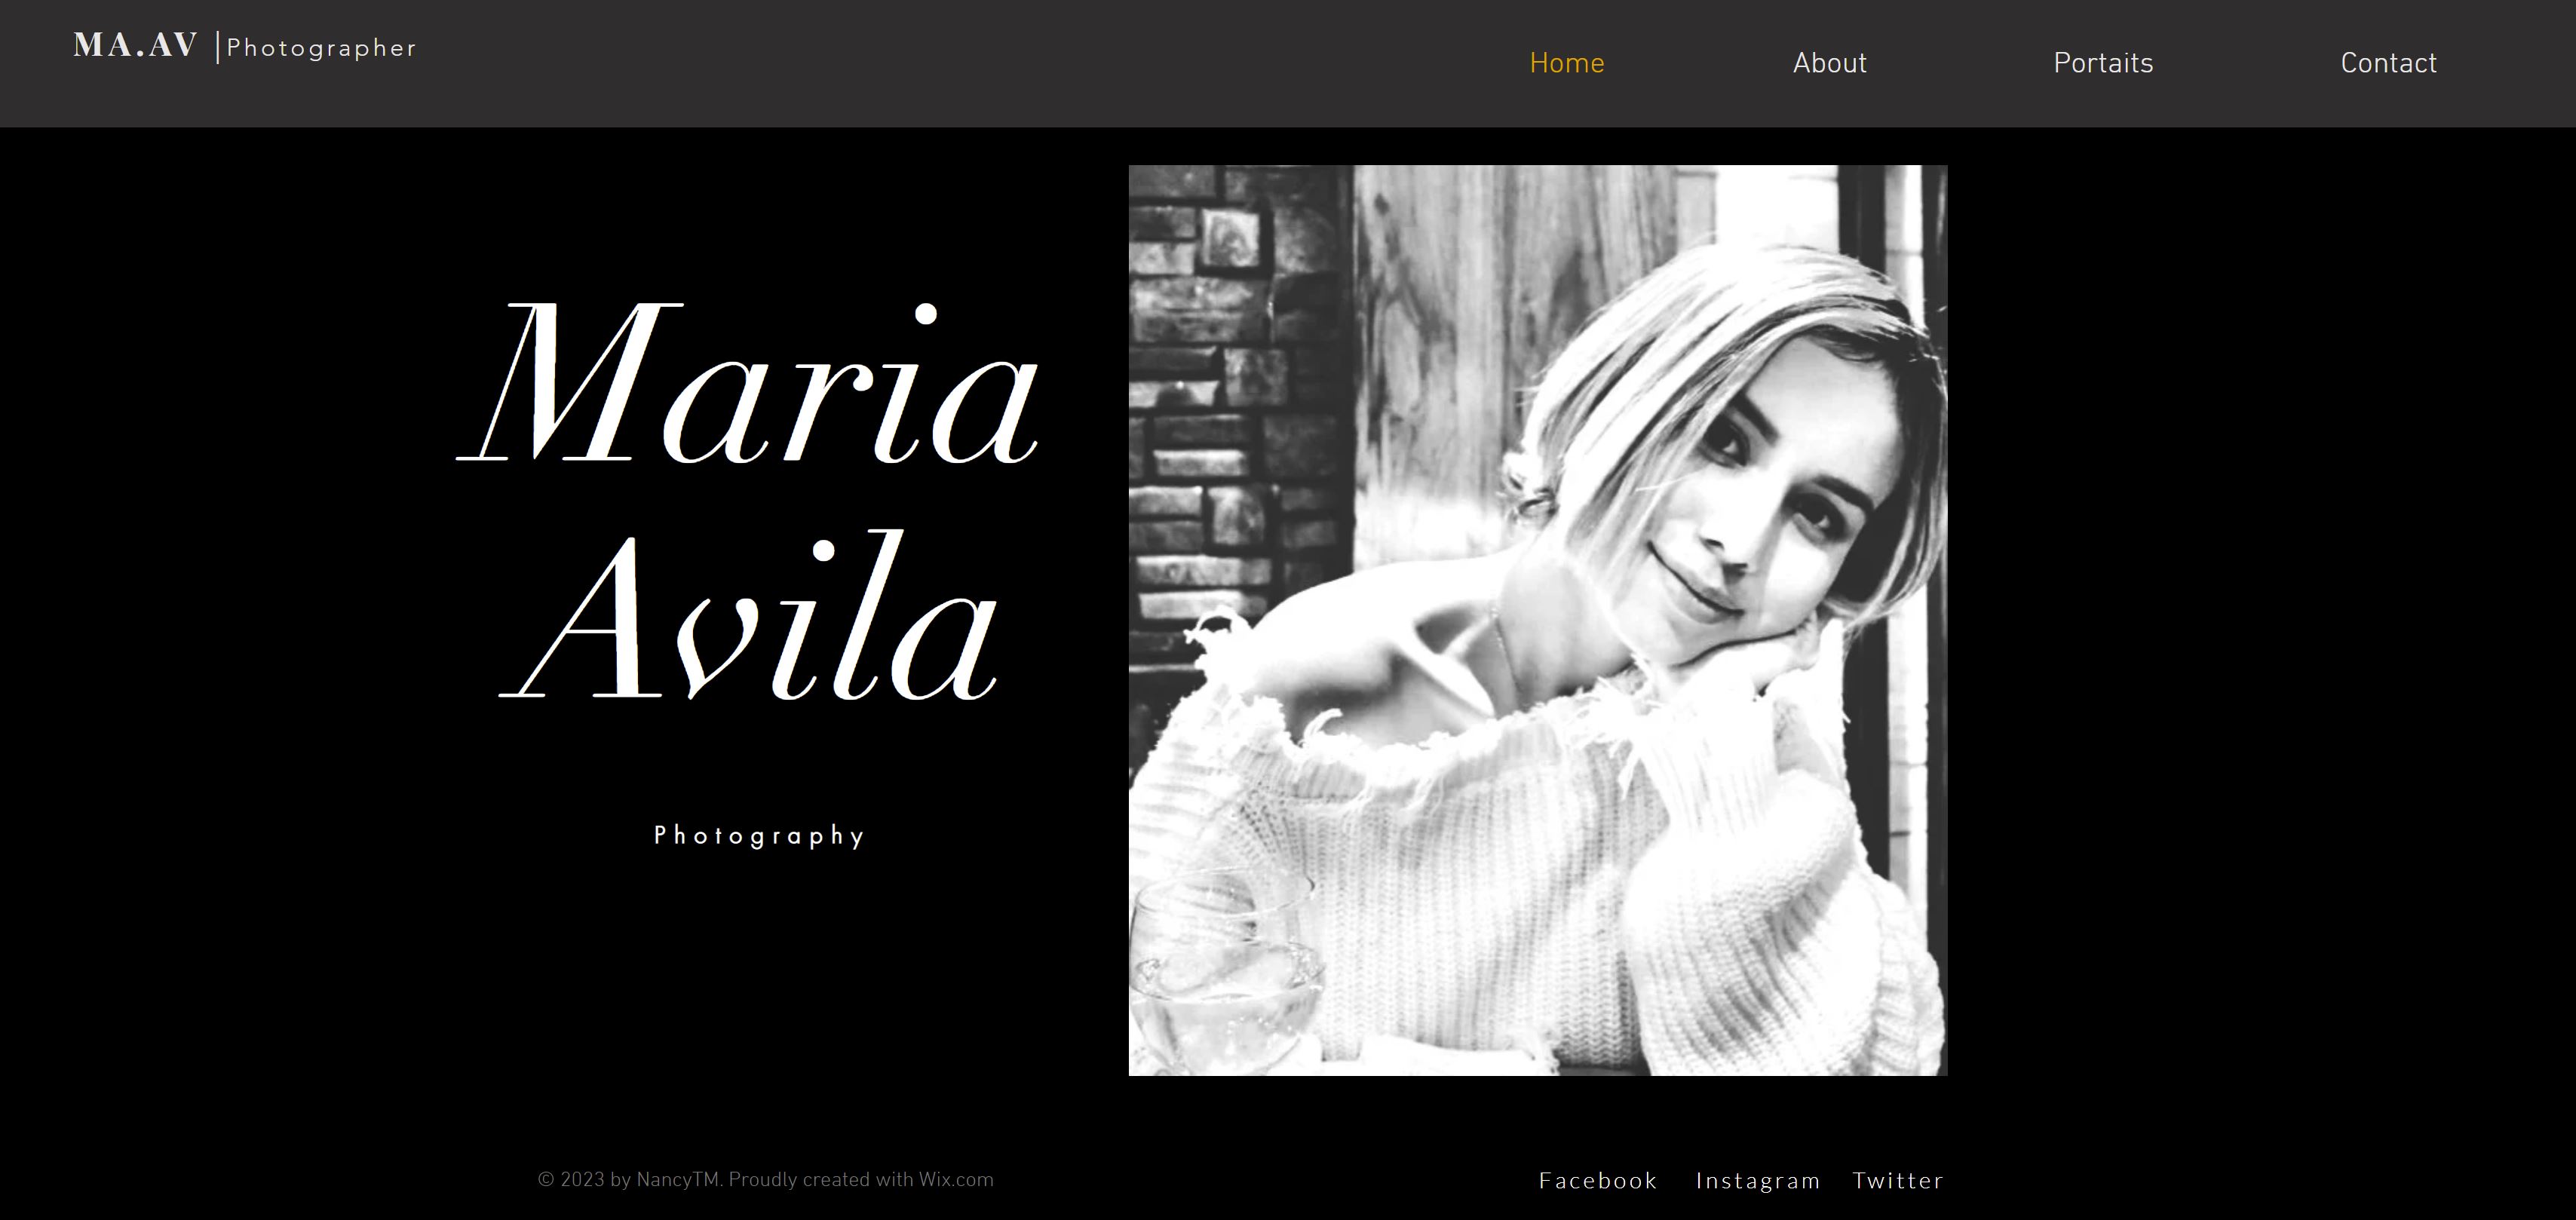 MA.AV |Photographer
Home About Portaits Contact
Maria
Avila
Photography
© 2023 by NancyTM. Proudly created with Wix.com
Facebook Instagram Twitter